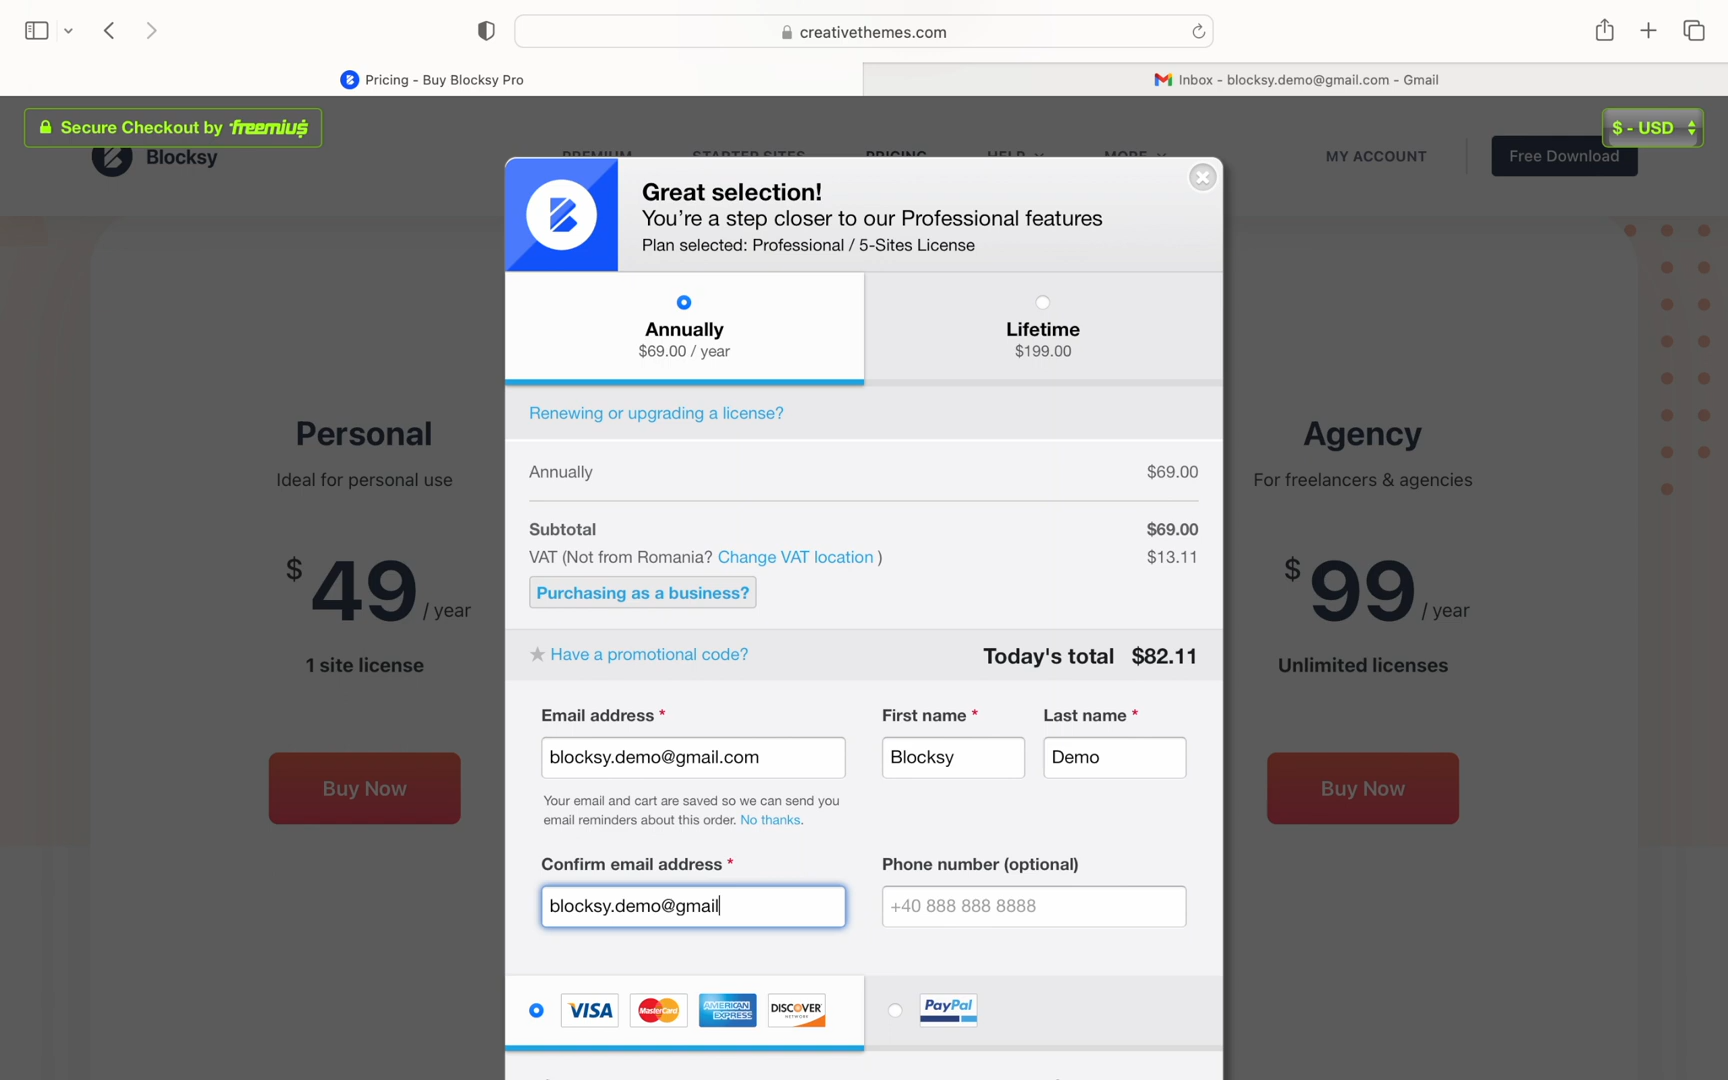 creativethemes.com
Pricing - Buy Blocksy Pro
Inbox - blocksy.demo@gmail.com - Gmail
Secure Checkout by freemius
$ - USD
Blocksy
PREMIUM STARTER SITES PRICING HELP MORE
MY ACCOUNT
Free Download
Great selection!
You're a step closer to our Professional features
Plan selected: Professional / 5-Sites License
Annually
$69.00 / year
Lifetime
$199.00
Renewing or upgrading a license?
Annually $69.00
Subtotal $69.00
VAT (Not from Romania? Change VAT location ) $13.11
Purchasing as a business?
Have a promotional code? Today's total $82.11
Email address *
First name *
Last name *
blocksy.demo@gmail.com
Blocksy
Demo
Your email and cart are saved so we can send you
email reminders about this order. No thanks.
Confirm email address *
Phone number (optional)
blocksy.demo@gmail
+40 888 888 8888
VISA
MasterCard
AMERICAN EXPRESS
DISCOVER
NETWORK
PayPal
Personal
Ideal for personal use
$ 49 / year
1 site license
Buy Now
Agency
For freelancers & agencies
$ 99 / year
Unlimited licenses
Buy Now